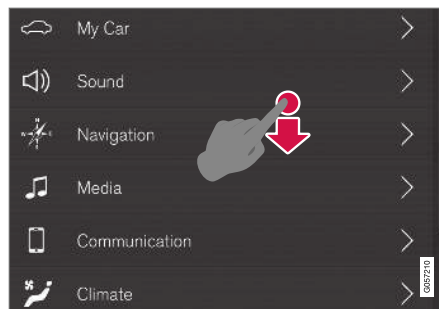 My Car
Sound
Navigation
Media
Communication
Climate
G057210